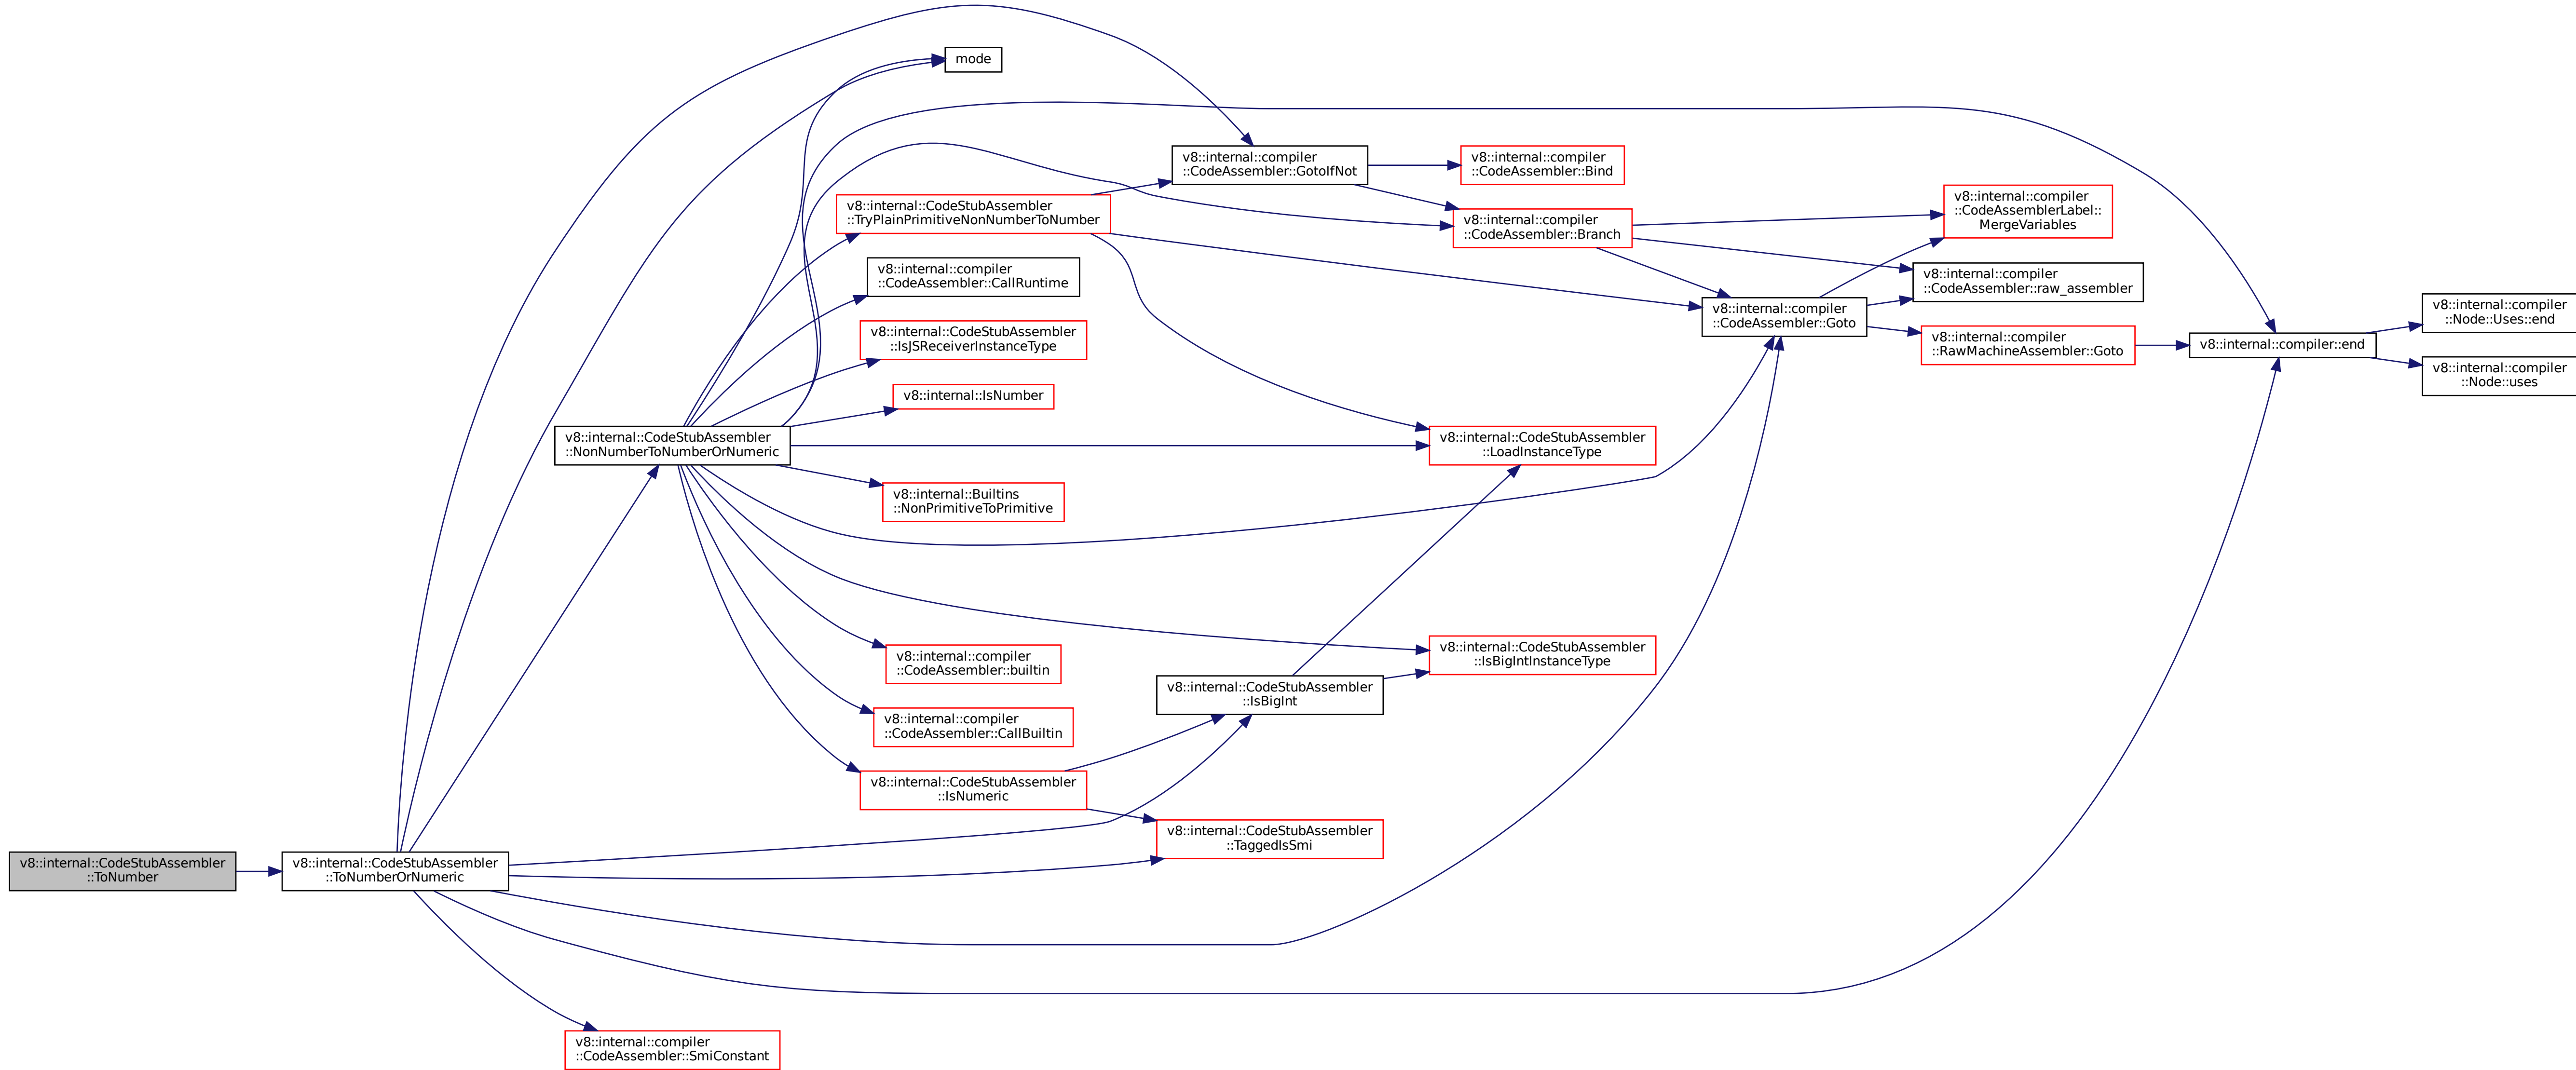 mode
v8::internal::compiler
::CodeAssembler::GotoIfNot
v8::internal::compiler
::CodeAssembler::Bind
v8::internal::CodeStubAssembler
::TryPlainPrimitiveNonNumberToNumber
v8::internal::compiler
::CodeAssembler::Branch
v8::internal::compiler
::CodeAssemblerLabel::
MergeVariables
v8::internal::compiler
::CodeAssembler::CallRuntime
v8::internal::compiler
::CodeAssembler::raw_assembler
v8::internal::compiler
::CodeAssembler::Goto
v8::internal::compiler
::Node::Uses::end
v8::internal::CodeStubAssembler
::IsJSReceiverInstanceType
v8::internal::compiler
::RawMachineAssembler::Goto
v8::internal::compiler::end
v8::internal::compiler
::Node::uses
v8::internal::IsNumber
v8::internal::CodeStubAssembler
::NonNumberToNumberOrNumeric
v8::internal::CodeStubAssembler
::LoadInstanceType
v8::internal::Builtins
::NonPrimitiveToPrimitive
v8::internal::compiler
::CodeAssembler::builtin
v8::internal::CodeStubAssembler
::IsBigIntInstanceType
v8::internal::CodeStubAssembler
::IsBigInt
v8::internal::compiler
::CodeAssembler::CallBuiltin
v8::internal::CodeStubAssembler
::IsNumeric
v8::internal::CodeStubAssembler
::TaggedIsSmi
v8::internal::CodeStubAssembler
::ToNumber
v8::internal::CodeStubAssembler
::ToNumberOrNumeric
v8::internal::compiler
::CodeAssembler::SmiConstant